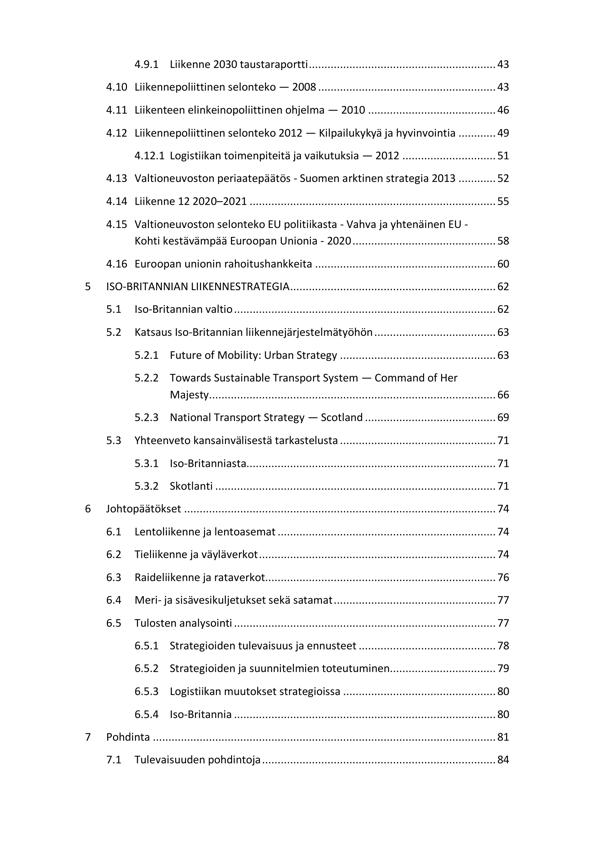 4.9.1 Liikenne 2030 taustaraportti 43
4.10 Liikennepoliittinen selonteko — 2008 43
4.11 Liikenteen elinkeinopoliittinen ohjelma — 2010 46
4.12 Liikennepoliittinen selonteko 2012 — Kilpailukykyä ja hyvinvointia 49
4.12.1 Logistiikan toimenpiteitä ja vaikutuksia — 2012 51
4.13 Valtioneuvoston periaatepäätös - Suomen arktinen strategia 2013 52
4.14 Liikenne 12 2020–2021 55
4.15 Valtioneuvoston selonteko EU politiikasta - Vahva ja yhtenäinen EU -
Kohti kestävämpää Euroopan Unionia - 2020 58
4.16 Euroopan unionin rahoitushankkeita 60
5 ISO-BRITANNIAN LIIKENNESTRATEGIA 62
5.1 Iso-Britannian valtio 62
5.2 Katsaus Iso-Britannian liikennejärjestelmätyöhön 63
5.2.1 Future of Mobility: Urban Strategy 63
5.2.2 Towards Sustainable Transport System — Command of Her
Majesty 66
5.2.3 National Transport Strategy — Scotland 69
5.3 Yhteenveto kansainvälisestä tarkastelusta 71
5.3.1 Iso-Britanniasta 71
5.3.2 Skotlanti 71
6 Johtopäätökset 74
6.1 Lentoliikenne ja lentoasemat 74
6.2 Tieliikenne ja väyläverkot 74
6.3 Raideliikenne ja rataverkot 76
6.4 Meri- ja sisävesikuljetukset sekä satamat 77
6.5 Tulosten analysointi 77
6.5.1 Strategioiden tulevaisuus ja ennusteet 78
6.5.2 Strategioiden ja suunnitelmien toteutuminen 79
6.5.3 Logistiikan muutokset strategioissa 80
6.5.4 Iso-Britannia 80
7 Pohdinta 81
7.1 Tulevaisuuden pohdintoja 84